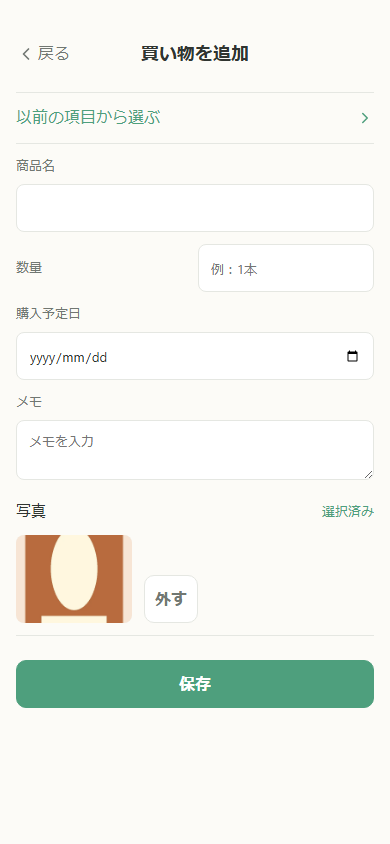 戻る
買い物を追加
以前の項目から選ぶ
商品名
数量
例：1本
購入予定日
yyyy/mm/dd
メモ
メモを入力
写真
選択済み
外す
保存